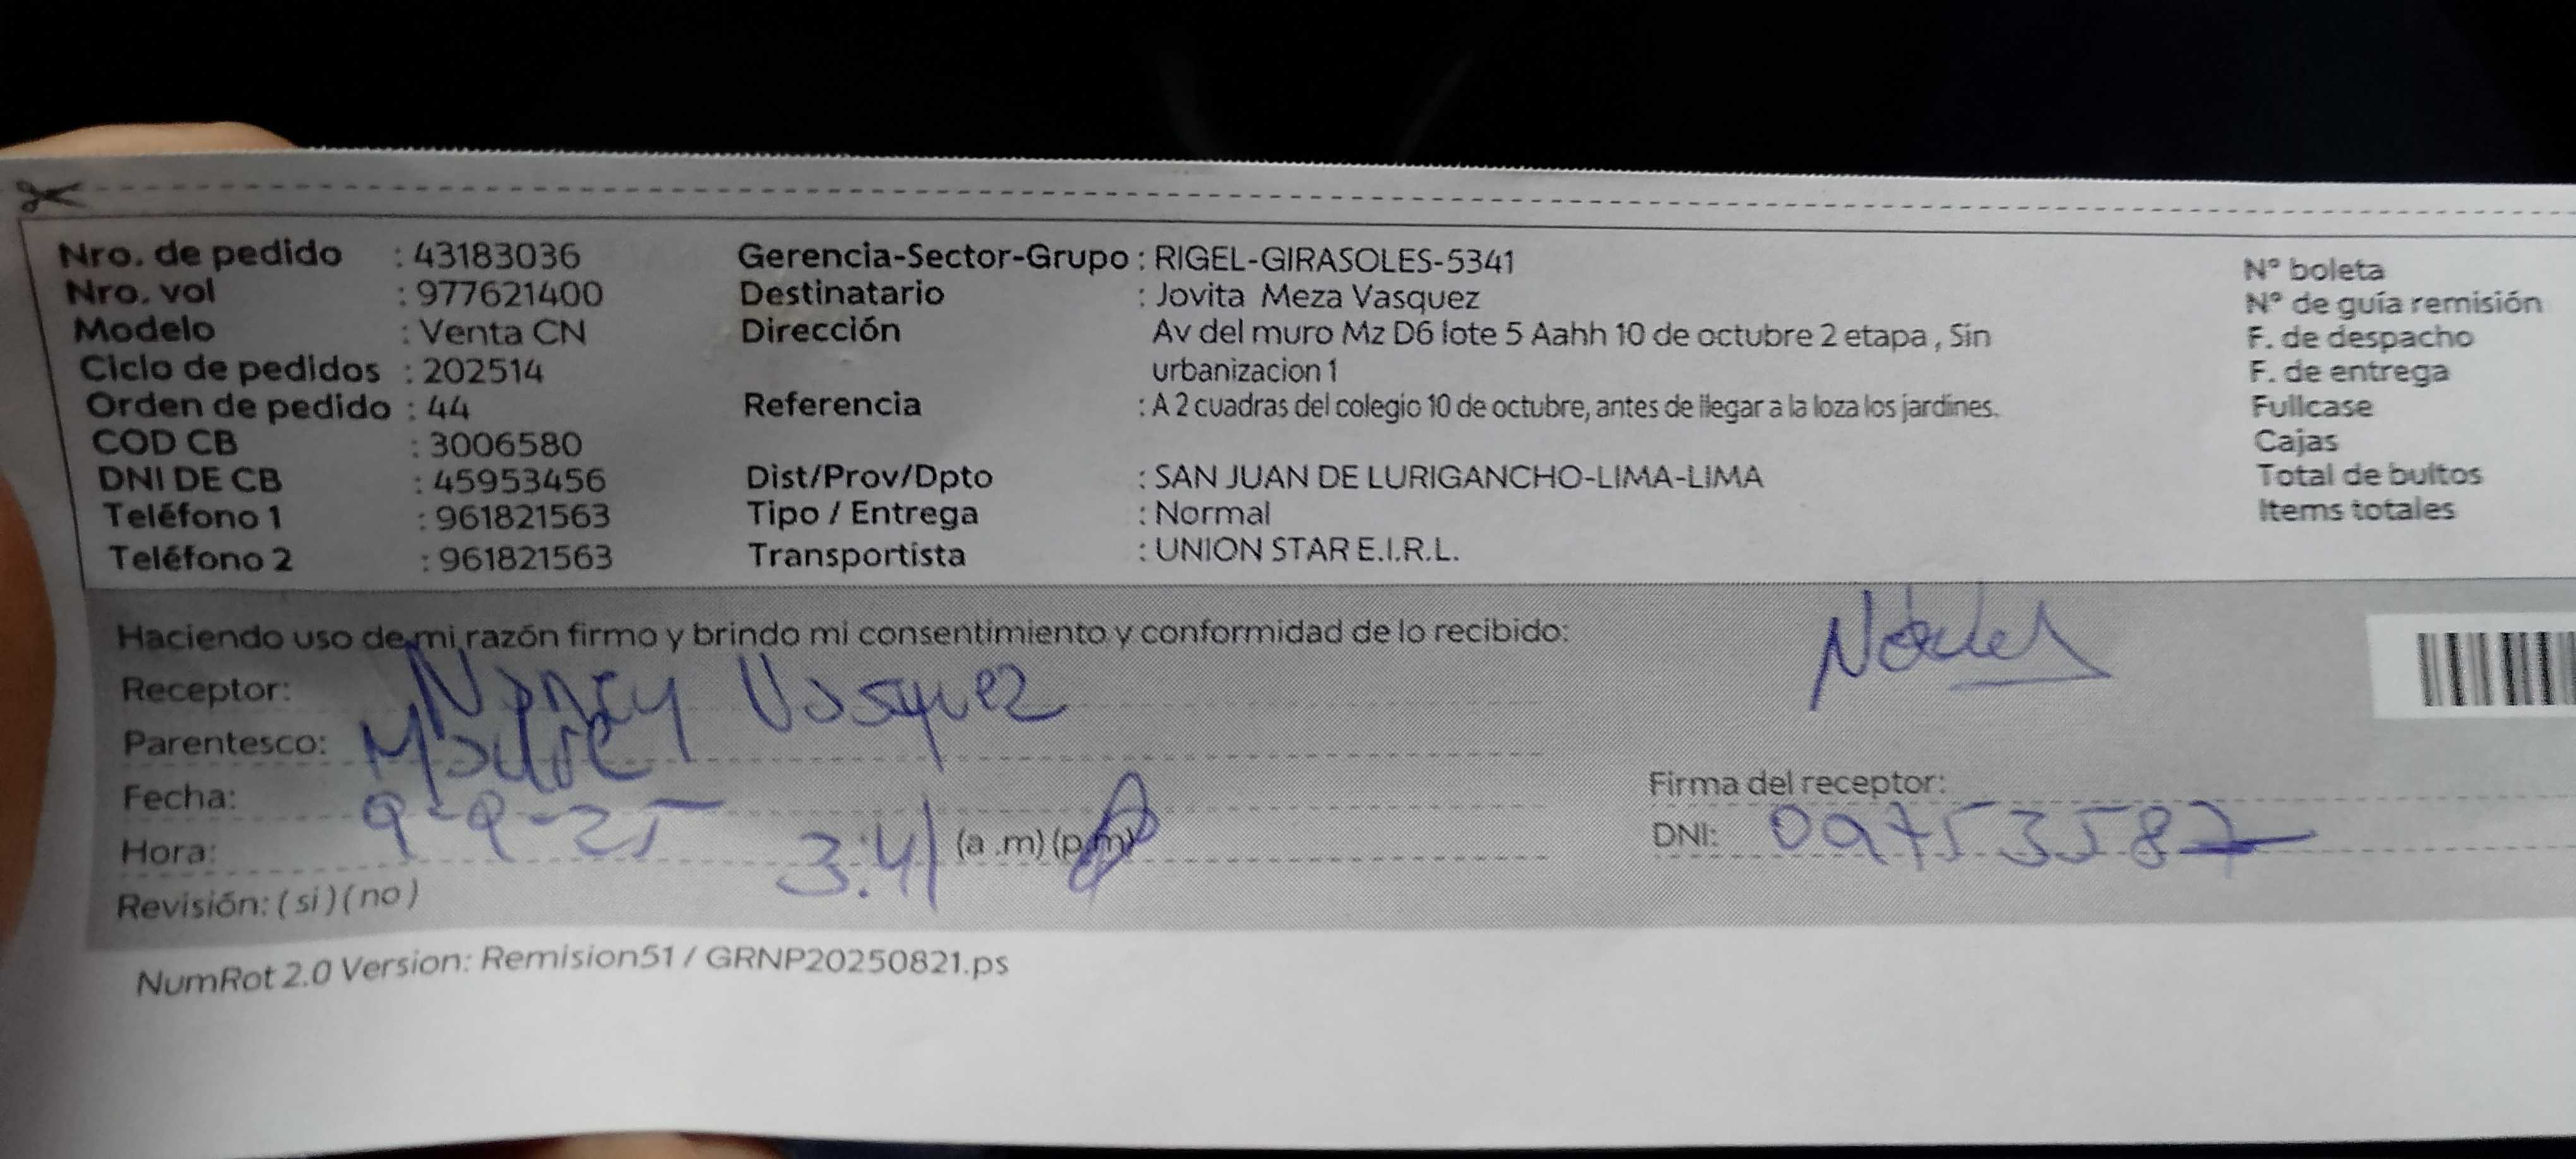 Nro. de pedido : 43183036 Gerencia-Sector-Grupo : RIGEL-GIRASOLES-5341 N° boleta
Nro. vol : 977621400 Destinatario : Jovita Meza Vasquez N° de guía remisión
Modelo : Venta CN Dirección Av del muro Mz D6 lote 5 Aahh 10 de octubre 2 etapa , Sin F. de despacho
Ciclo de pedidos : 202514 urbanizacion 1 F. de entrega
Orden de pedido : 44 Referencia : A 2 cuadras del colegio 10 de octubre, antes de llegar a la loza los jardines. Fullcase
COD CB : 3006580 Cajas
DNI DE CB : 45953456 Dist/Prov/Dpto : SAN JUAN DE LURIGANCHO-LIMA-LIMA Total de bultos
Teléfono 1 : 961821563 Tipo / Entrega : Normal Items totales
Teléfono 2 : 961821563 Transportista : UNION STAR E.I.R.L.
Haciendo uso de mi razón firmo y brindo mi consentimiento y conformidad de lo recibido:
Receptor: Nancy Vasquez
Parentesco: Madre
Fecha: 9-9-25 Firma del receptor:
Hora: 3:41 (a .m) (p.m) DNI: 09753587
Revisión: ( si ) ( no )
NumRot 2.0 Version: Remision51 / GRNP20250821.ps